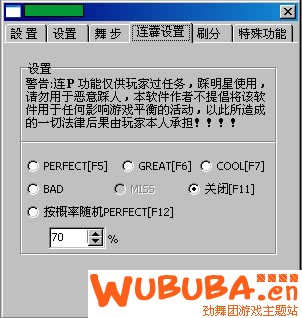 設 置
设置
舞 步
连P设置
刷分
特殊功能
设置
警告:连P 功能仅供玩家过任务，踩明星使用，
请勿用于恶意踩人，本软件作者不提倡将该软
件用于任何影响游戏平衡的活动，以此所造成
的一切法律后果由玩家本人承担！！！！
PERFECT[F5]
GREAT[F6]
COOL[F7]
BAD
MISS
关闭[F11]
按概率随机PERFECT[F12]
70
%
WUBUBA.cn
劲舞团游戏主题站